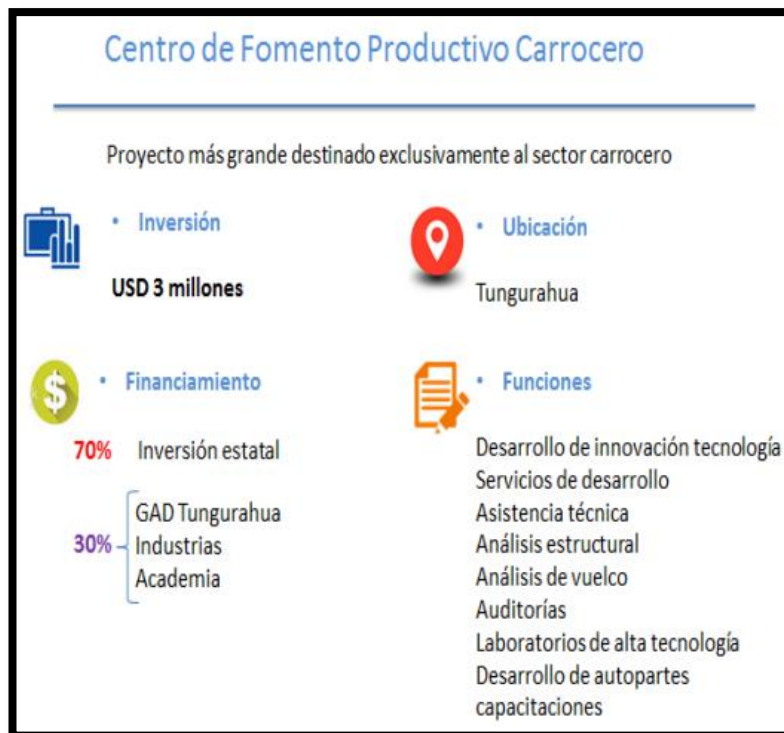 Centro de Fomento Productivo Carrocero
Proyecto más grande destinado exclusivamente al sector carrocero
• Inversión
USD 3 millones
• Ubicación
Tungurahua
$
• Financiamiento
70% Inversión estatal
30%
GAD Tungurahua
Industrias
Academia
• Funciones
Desarrollo de innovación tecnología
Servicios de desarrollo
Asistencia técnica
Análisis estructural
Análisis de vuelco
Auditorías
Laboratorios de alta tecnología
Desarrollo de autopartes
capacitaciones